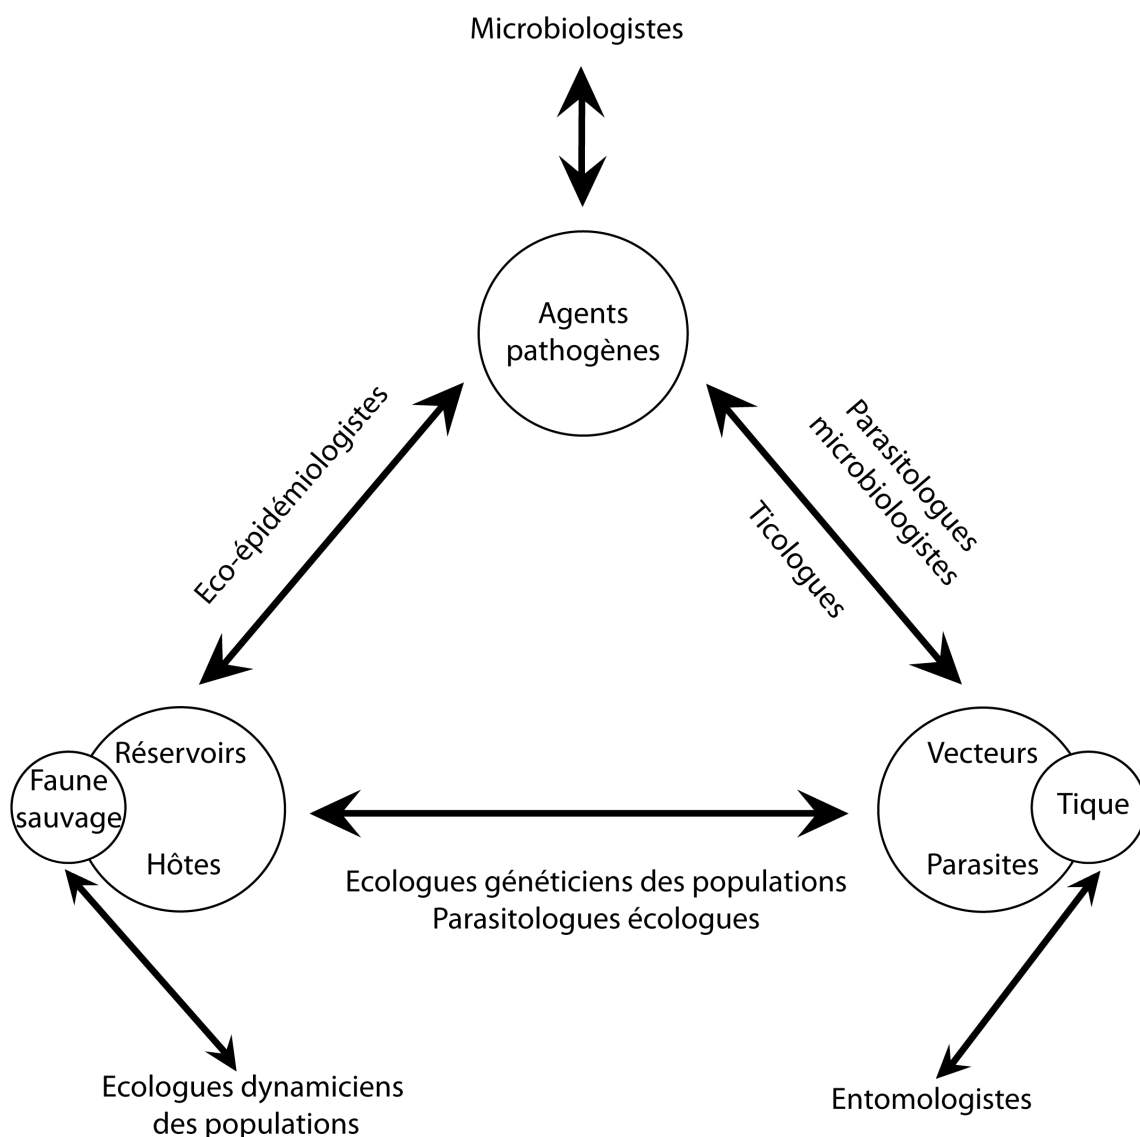 Microbiologistes
Agents
pathogènes
Eco-épidémiologistes
Parasitologues
microbiologistes
Ticologues
Réservoirs
Faune
sauvage
Hôtes
Vecteurs
Tique
Parasites
Ecologues généticiens des populations
Parasitologues écologues
Ecologues dynamiciens
des populations
Entomologistes